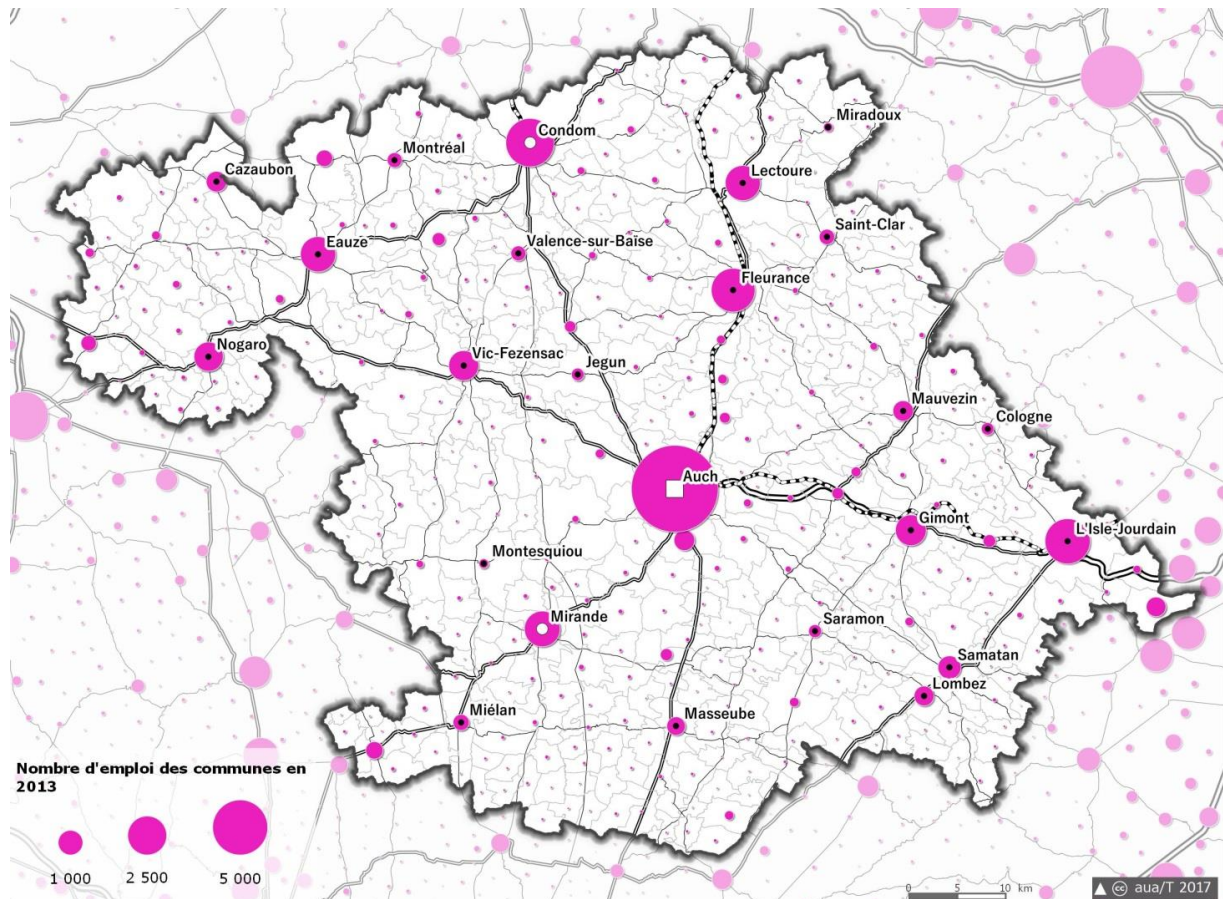 Miradoux
Condom
Montréal
Cazaubon
Lectoure
Saint-Clar
Eauze
Valence-sur-Baïse
Fleurance
Nogaro
Vic-Fezensac
Jegun
Mauvezin
Cologne
Auch
Gimont
L'Isle-Jourdain
Montesquiou
Mirande
Saramon
Samatan
Lombez
Miélan
Masseube
Nombre d'emploi des communes en
2013
1 000 2 500 5 000
0 5 10 km
cc aua/T 2017